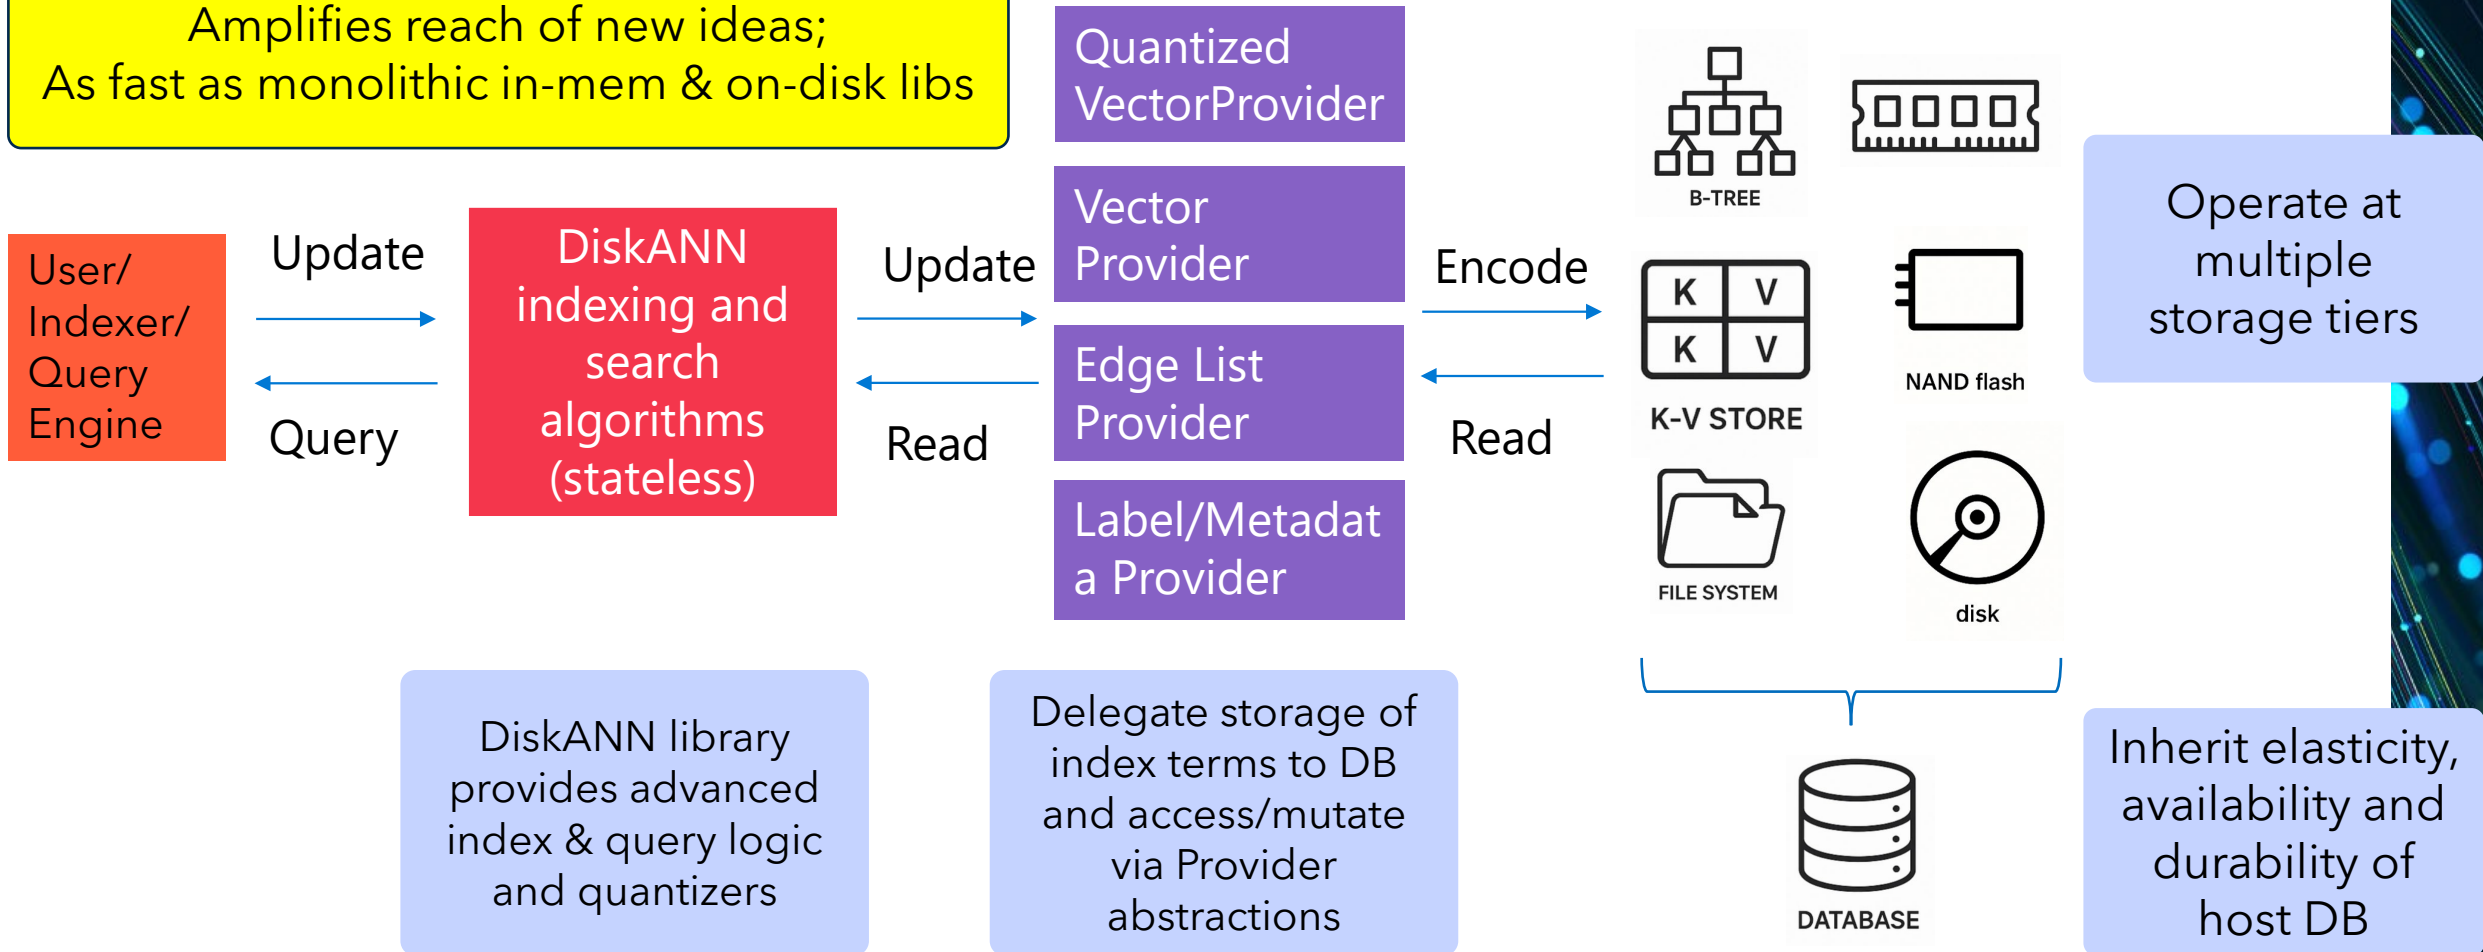 Amplifies reach of new ideas;
As fast as monolithic in-mem & on-disk libs
User/
Indexer/
Query
Engine
Update
Query
DiskANN
indexing and
search
algorithms
(stateless)
Update
Read
Quantized
VectorProvider
Vector
Provider
Edge List
Provider
Label/Metadat
a Provider
Encode
Read
B-TREE
K V
K V
K-V STORE
NAND flash
FILE SYSTEM
disk
DATABASE
Operate at
multiple
storage tiers
DiskANN library
provides advanced
index & query logic
and quantizers
Delegate storage of
index terms to DB
and access/mutate
via Provider
abstractions
Inherit elasticity,
availability and
durability of
host DB